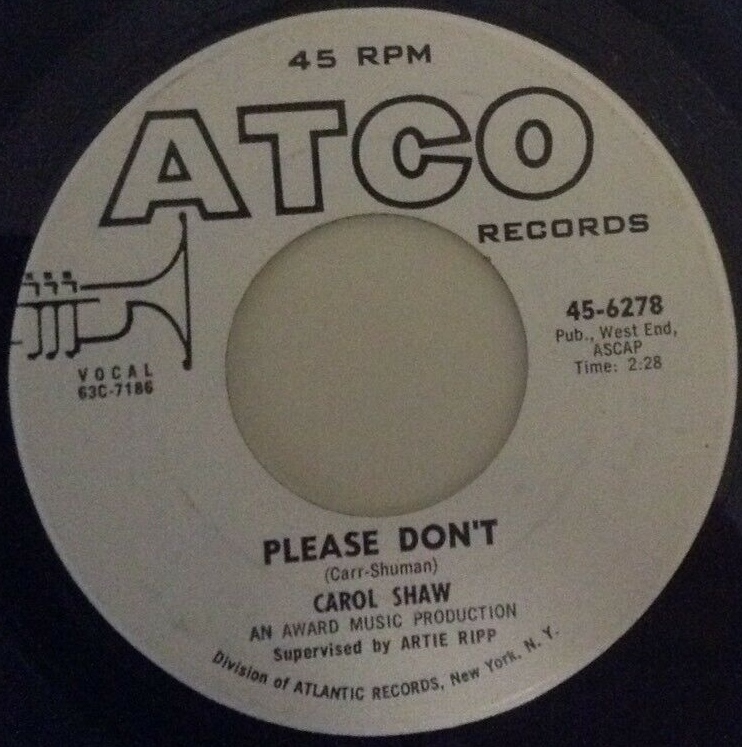 45 RPM
ATCO
RECORDS
45-6278
Pub., West End,
ASCAP
Time: 2:28
VOCAL
63C-7186
PLEASE DON'T
(Carr-Shuman)
CAROL SHAW
AN AWARD MUSIC PRODUCTION
Supervised by ARTIE RIPP
Division of ATLANTIC RECORDS, New York, N. Y.